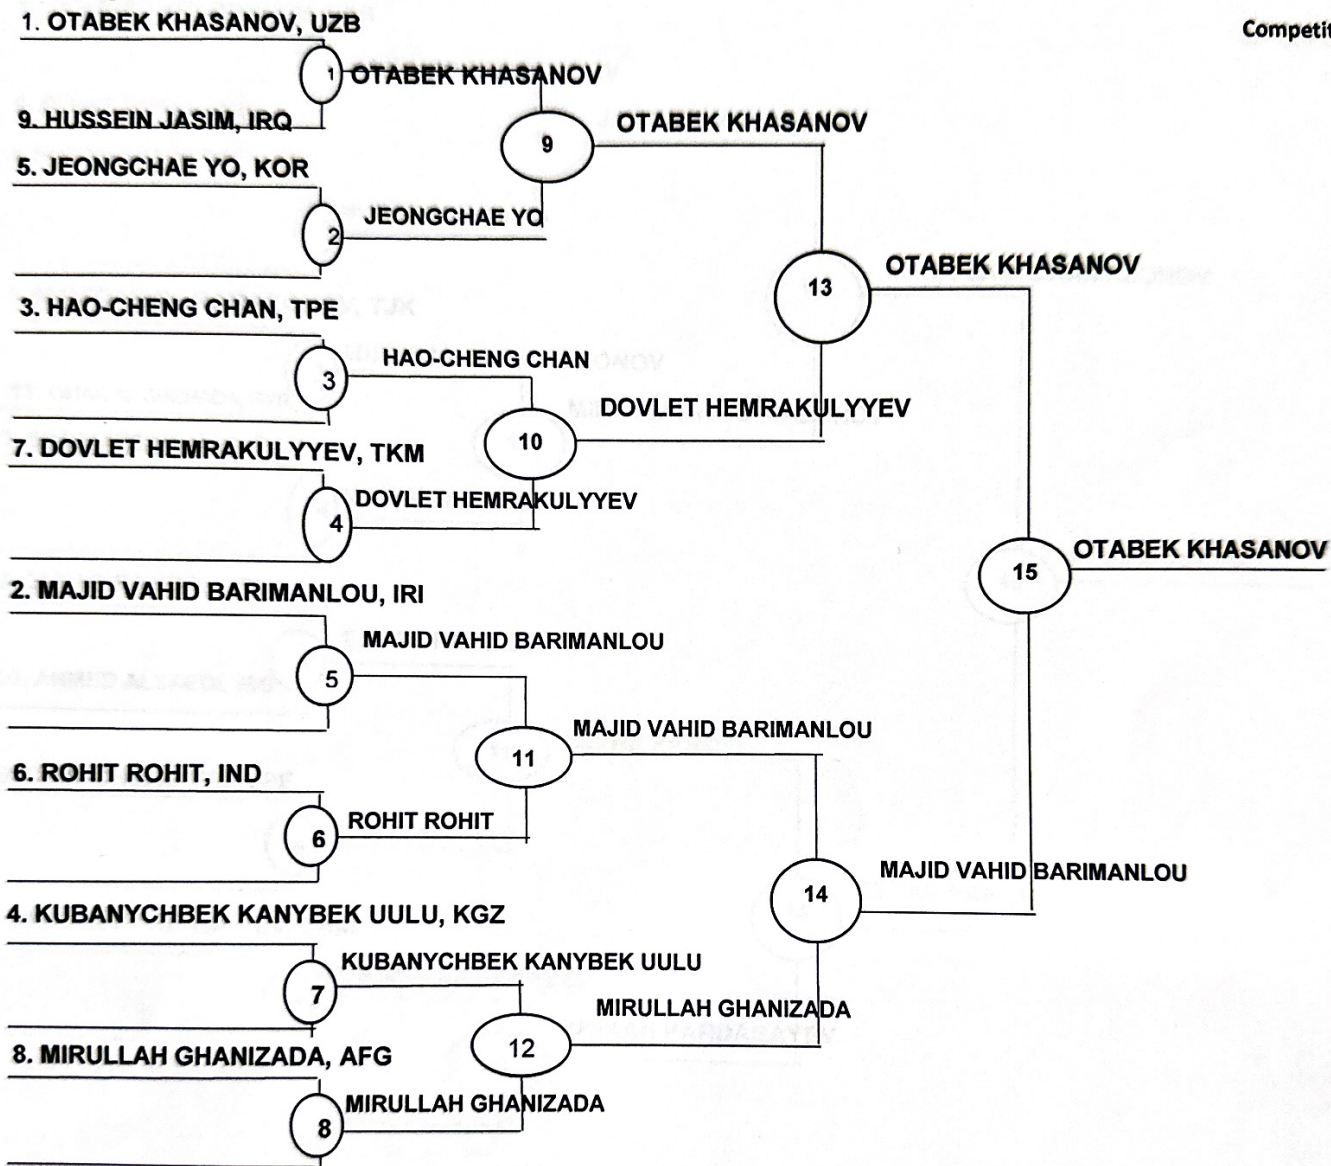 1. OTABEK KHASANOV, UZB
Competit
1 OTABEK KHASANOV
9. HUSSEIN JASIM, IRQ
OTABEK KHASANOV
9
5. JEONGCHAE YO, KOR
JEONGCHAE YO
2
OTABEK KHASANOV
13
3. HAO-CHENG CHAN, TPE
HAO-CHENG CHAN
3
DOVLET HEMRAKULYYEV
10
7. DOVLET HEMRAKULYYEV, TKM
DOVLET HEMRAKULYYEV
4
OTABEK KHASANOV
15
2. MAJID VAHID BARIMANLOU, IRI
MAJID VAHID BARIMANLOU
5
MAJID VAHID BARIMANLOU
11
6. ROHIT ROHIT, IND
ROHIT ROHIT
6
MAJID VAHID BARIMANLOU
14
4. KUBANYCHBEK KANYBEK UULU, KGZ
KUBANYCHBEK KANYBEK UULU
7
MIRULLAH GHANIZADA
12
8. MIRULLAH GHANIZADA, AFG
MIRULLAH GHANIZADA
8